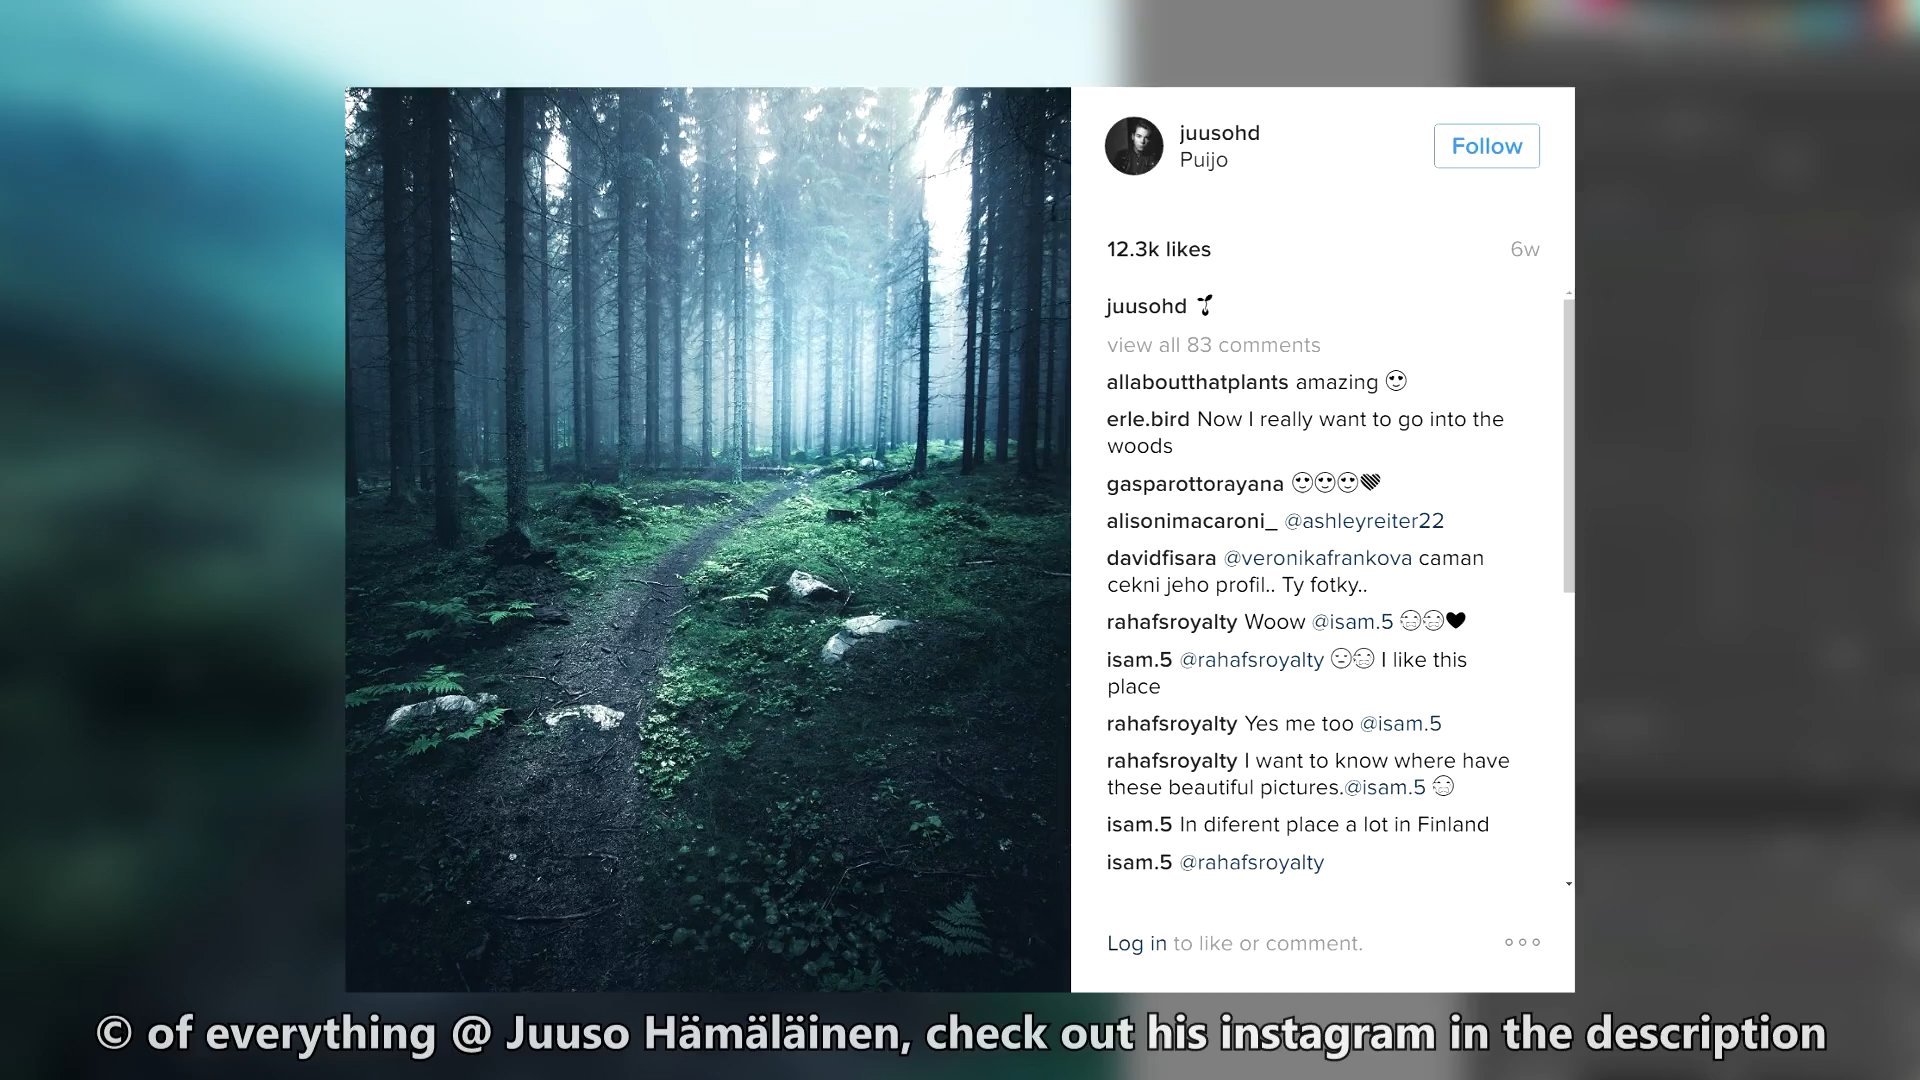 juusohd
Puijo
Follow
12.3k likes
6w
juusohd
view all 83 comments
allaboutthatplants amazing
erle.bird Now I really want to go into the
woods
gasparottorayana
alisonimacaroni_ @ashleyreiter22
davidfisara @veronikafrankova caman
cekni jeho profil.. Ty fotky..
rahafsroyalty Woow @isam.5
isam.5 @rahafsroyalty I like this
place
rahafsroyalty Yes me too @isam.5
rahafsroyalty I want to know where have
these beautiful pictures.@isam.5
isam.5 In diferent place a lot in Finland
isam.5 @rahafsroyalty
Log in to like or comment.
© of everything @ Juuso Hämäläinen, check out his instagram in the description